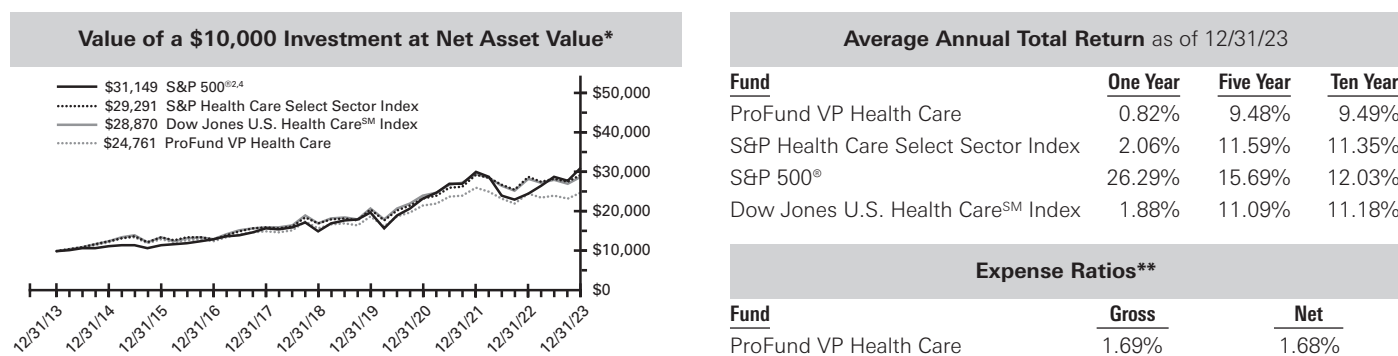 Value of a $10,000 Investment at Net Asset Value*
$31,149 S&P 500®2,4
$29,291 S&P Health Care Select Sector Index
$28,870 Dow Jones U.S. Health CareSM Index
$24,761 ProFund VP Health Care
$50,000
$40,000
$30,000
$20,000
$10,000
$0
12/31/13
12/31/14
12/31/15
12/31/16
12/31/17
12/31/18
12/31/19
12/31/20
12/31/21
12/31/22
12/31/23
Average Annual Total Return as of 12/31/23
Fund One Year Five Year Ten Year
ProFund VP Health Care 0.82% 9.48% 9.49%
S&P Health Care Select Sector Index 2.06% 11.59% 11.35%
S&P 500® 26.29% 15.69% 12.03%
Dow Jones U.S. Health CareSM Index 1.88% 11.09% 11.18%
Expense Ratios**
Fund Gross Net
ProFund VP Health Care 1.69% 1.68%